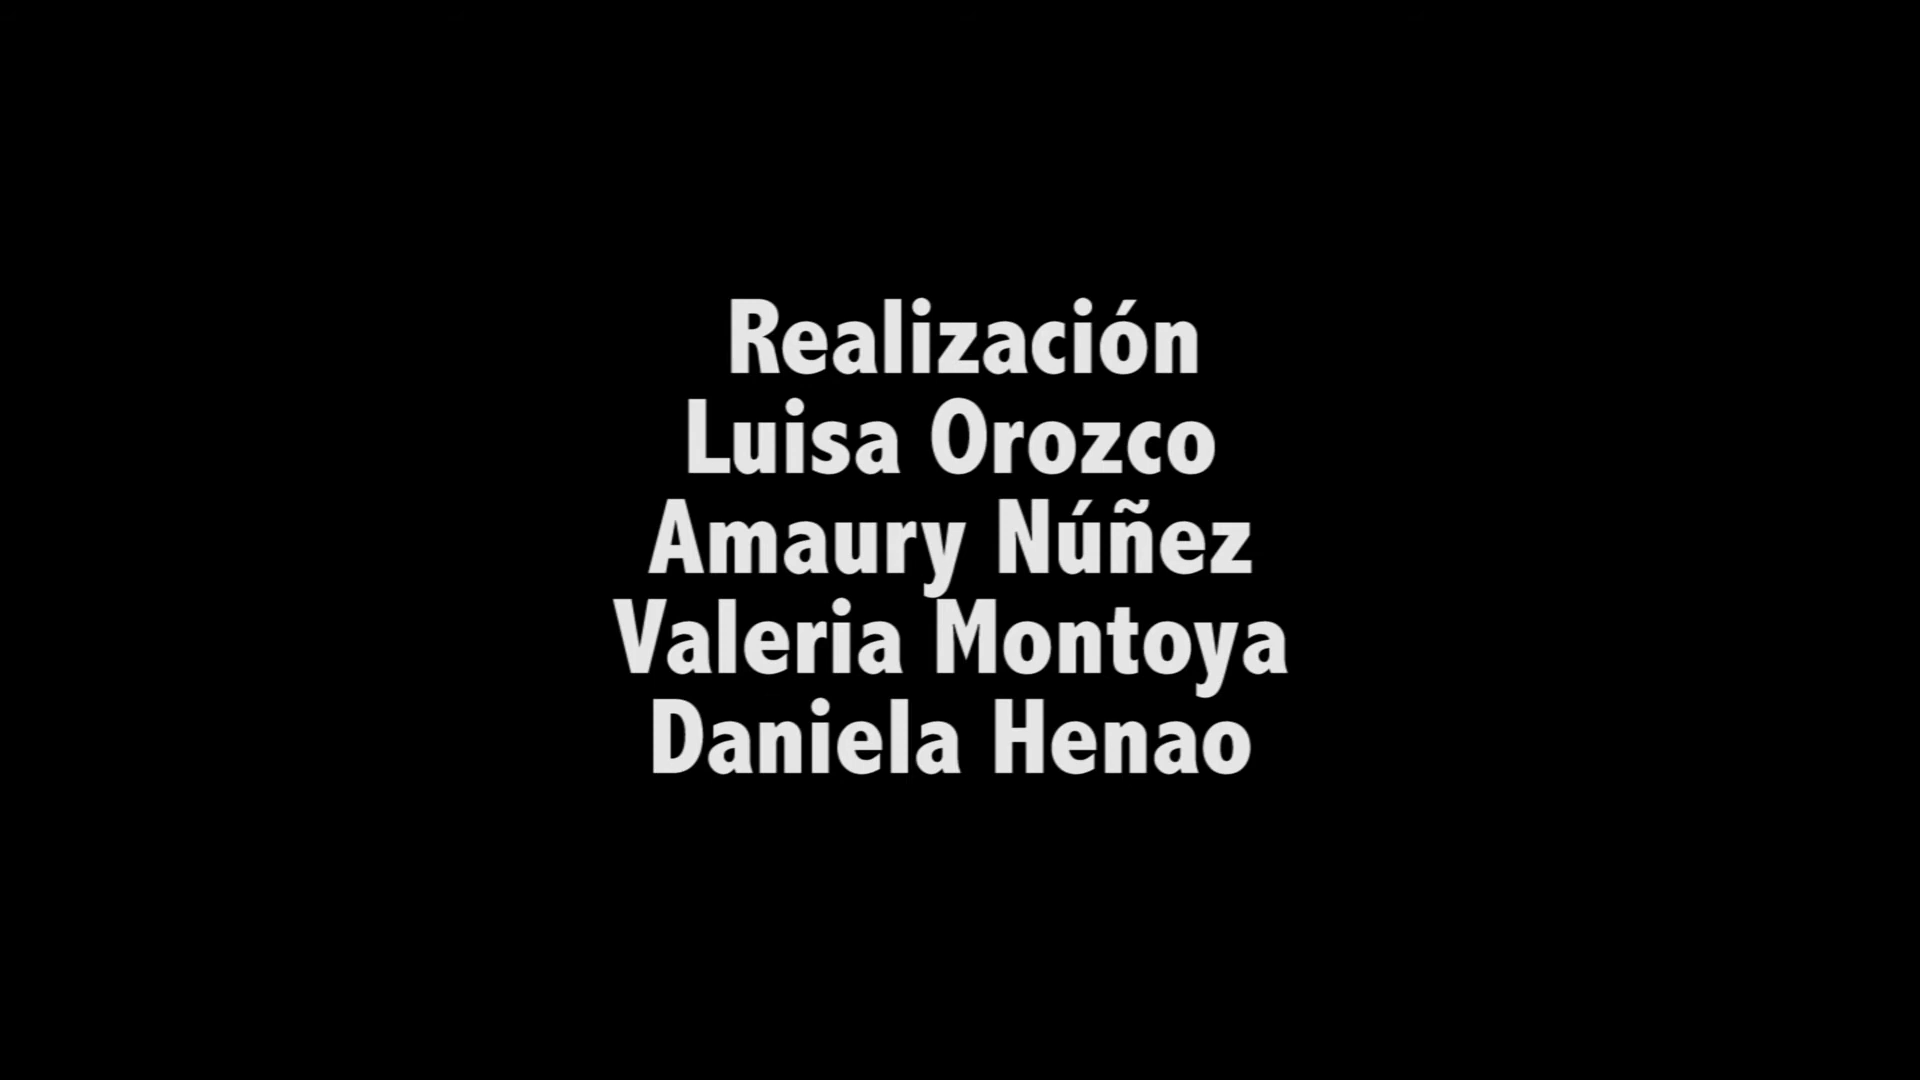 Realización
Luisa Orozco
Amaury Núñez
Valeria Montoya
Daniela Henao